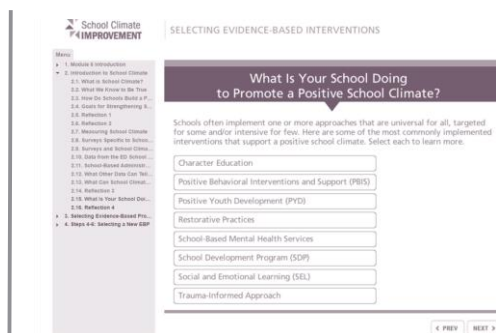 School Climate
IMPROVEMENT
SELECTING EVIDENCE-BASED INTERVENTIONS
Menu
1. Module 6 Introduction
2. Introduction to School Climate
2.1. What is School Climate?
2.2. What We Know to Be True
2.3. How Do Schools Build a P...
2.4. Goals for Strengthening S...
2.5. Reflection 1
2.6. Reflection 2
2.7. Measuring School Climate
2.8. Surveys Specific to Schoo...
2.9. Surveys and School Clima...
2.10. Data from the ED School ...
2.11. School-Based Administrat...
2.12. What Other Data Can Tell...
2.13. What Can School Climat...
2.14. Reflection 3
2.15. What Is Your School Doi...
2.16. Reflection 4
3. Selecting Evidence-Based Pro...
4. Steps 4-6: Selecting a New EBP
What Is Your School Doing
to Promote a Positive School Climate?
Schools often implement one or more approaches that are universal for all, targeted
for some and/or intensive for few. Here are some of the most commonly implemented
interventions that support a positive school climate. Select each to learn more.
Character Education
Positive Behavioral Interventions and Support (PBIS)
Positive Youth Development (PYD)
Restorative Practices
School-Based Mental Health Services
School Development Program (SDP)
Social and Emotional Learning (SEL)
Trauma-Informed Approach
< PREV
NEXT >